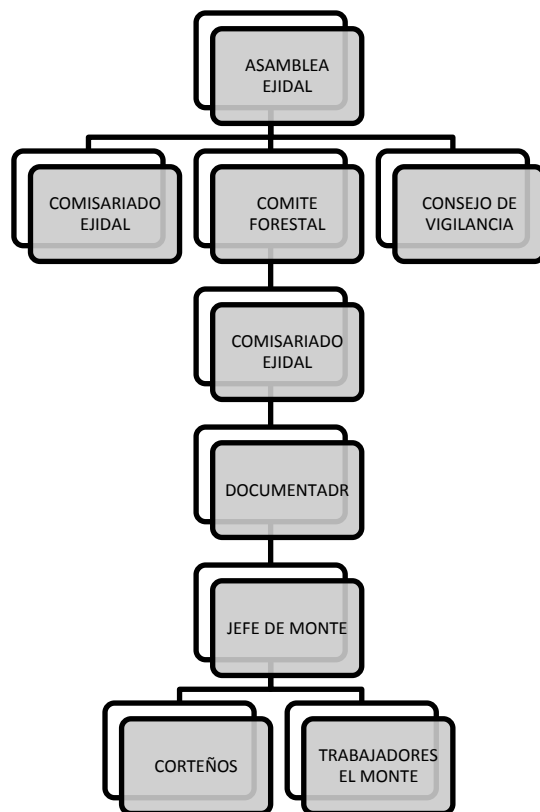 ASAMBLEA
EJIDAL
COMISARIADO
EJIDAL
COMITE
FORESTAL
CONSEJO DE
VIGILANCIA
COMISARIADO
EJIDAL
DOCUMENTADR
JEFE DE MONTE
CORTEÑOS
TRABAJADORES
EL MONTE